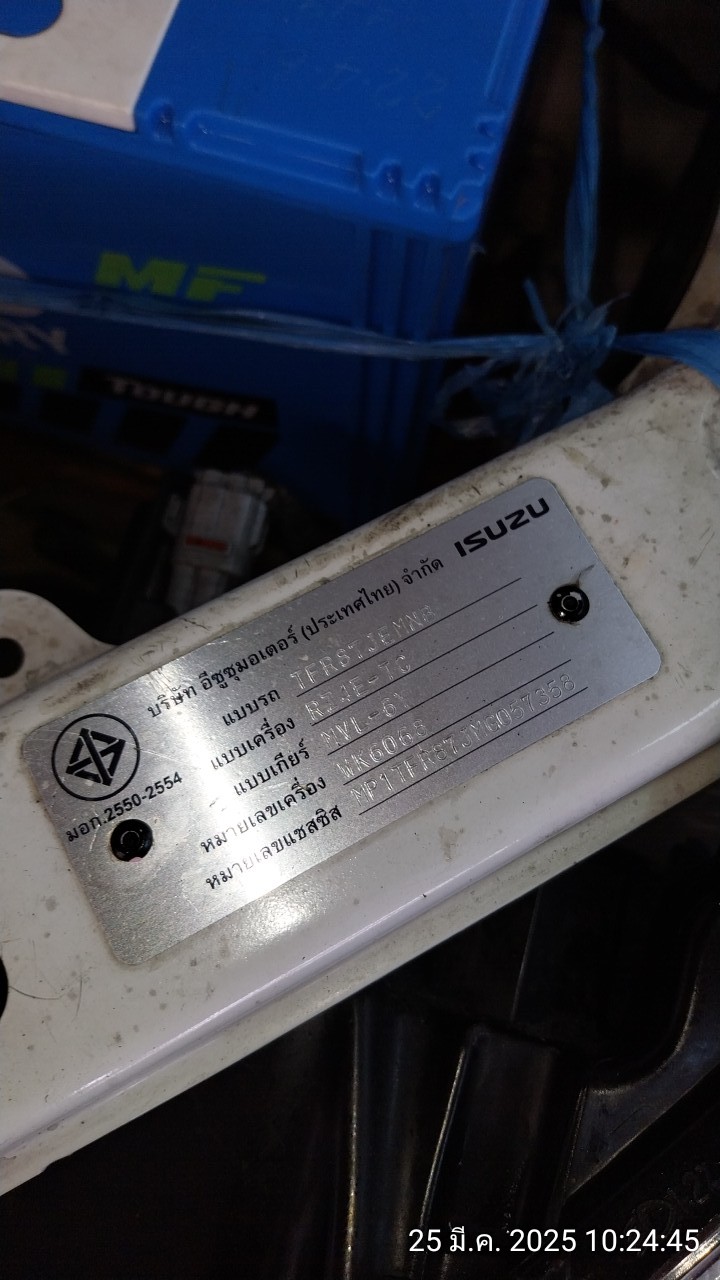 MF
TOUGH
ISUZU
บริษัท อีซูซุมอเตอร์ (ประเทศไทย) จำกัด
แบบรถ TFR87JEMN8
แบบเครื่อง RZ4E-TC
แบบเกียร์ MVL-6Y
หมายเลขเครื่อง WK6068
หมายเลขแชสซิส MP1TFR87JMG057358
มอก.2550-2554
25 มี.ค. 2025 10:24:45